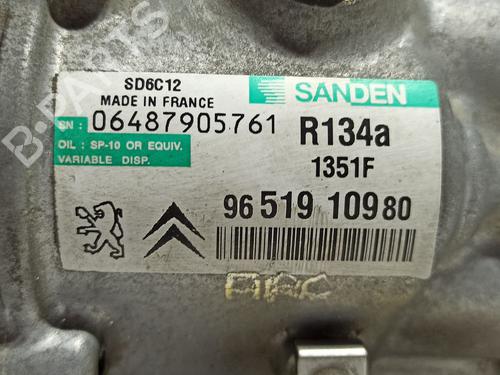 SD6C12
MADE IN FRANCE
SANDEN
SN : 06487905761
R134a
OIL : SP-10 OR EQUIV.
VARIABLE DISP.
1351F
96 519 109 80
B-PARTS